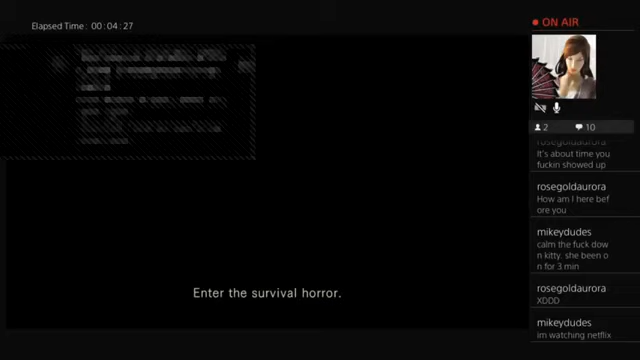 Elapsed Time: 00:04:27
ON AIR
2
10
rosegoldaurora
It's about time you
fuckin showed up
rosegoldaurora
How am I here bef
ore you
mikeydudes
calm the fuck dow
n kitty. she been o
n for 3 min
rosegoldaurora
XDDD
mikeydudes
Im watching netflix
Enter the survival horror.